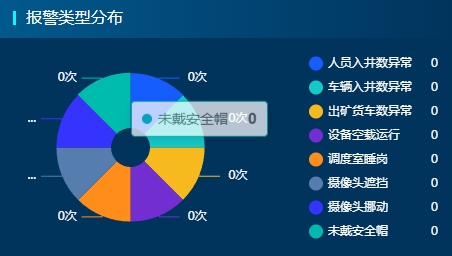 报警类型分布
0次 0次
人员入井数异常 0
车辆入井数异常 0
出矿货车数异常 0
设备空载运行 0
调度室睡岗 0
摄像头遮挡 0
摄像头挪动 0
未戴安全帽 0
未戴安全帽 0
0次
...
...
0次
0次 0次